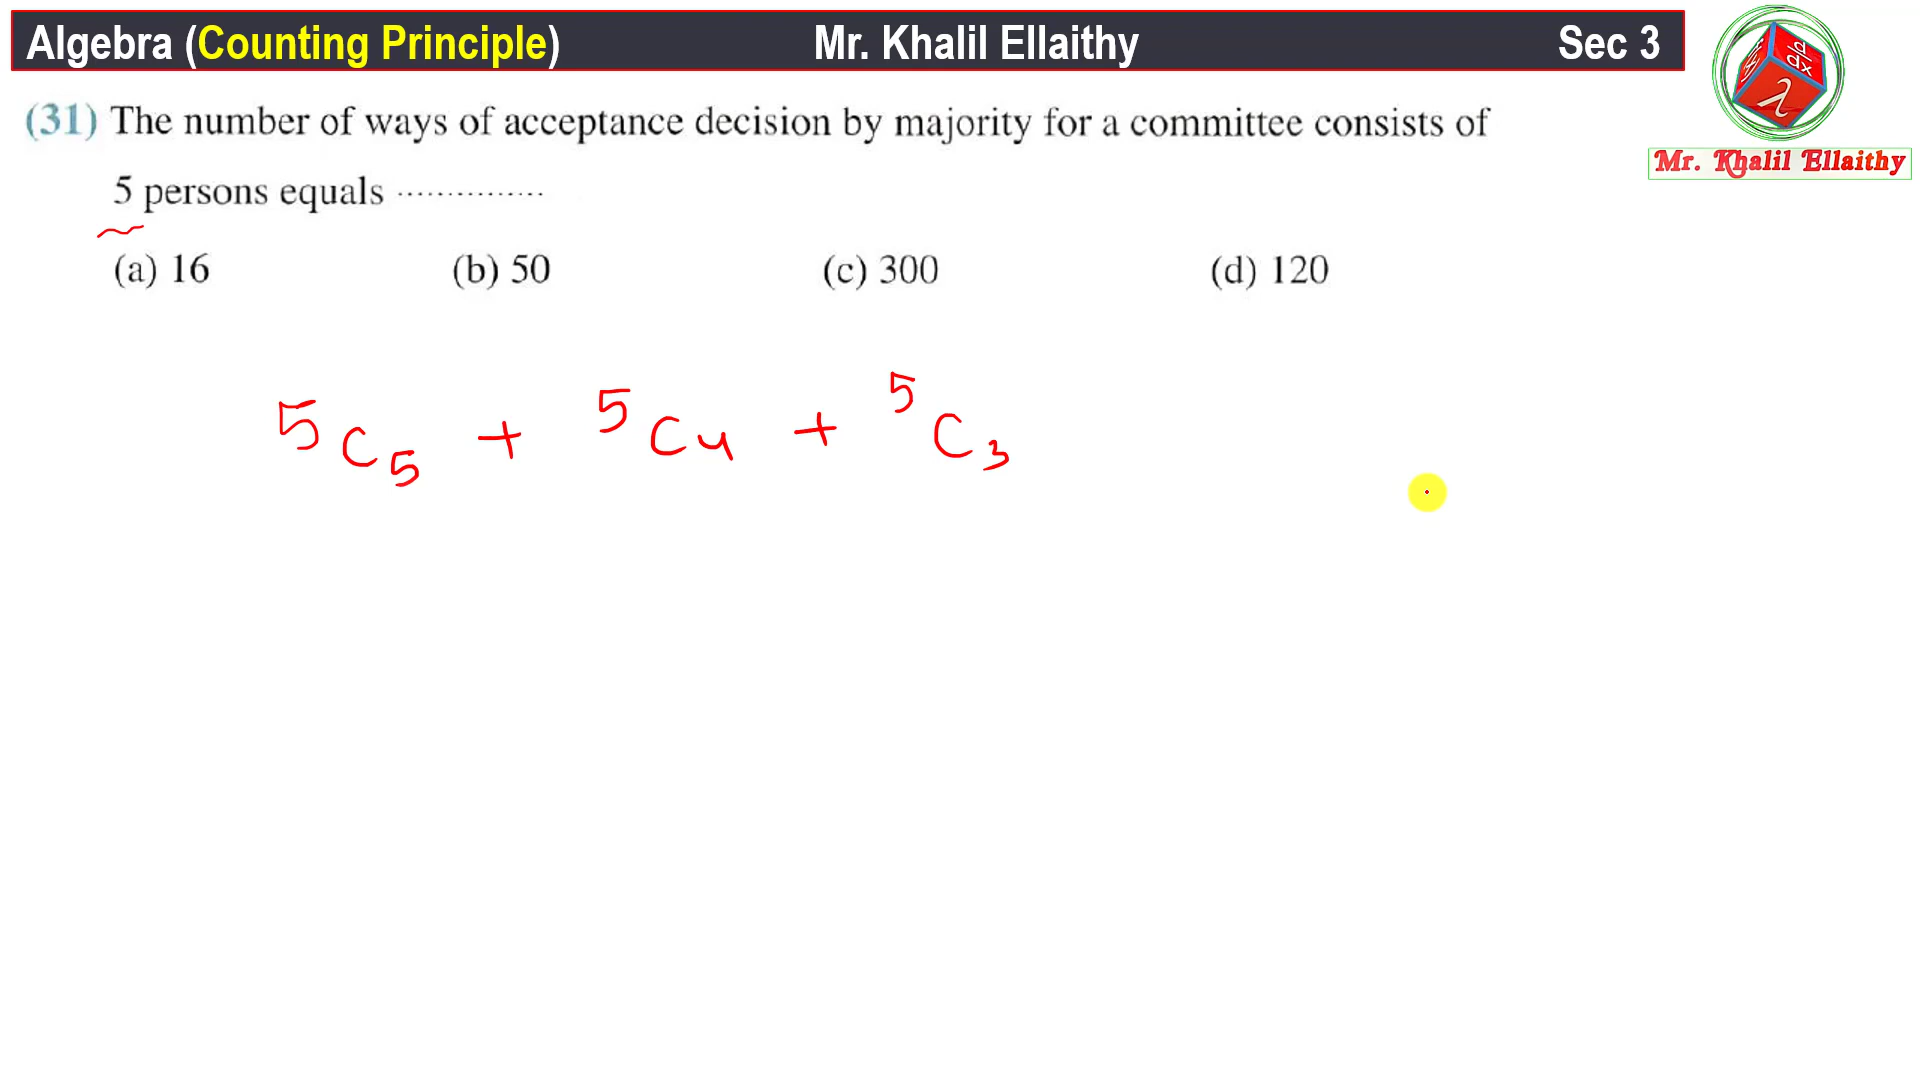 Algebra (Counting Principle) Mr. Khalil Ellaithy Sec 3
d/dx λ
Mr. Khalil Ellaithy
(31) The number of ways of acceptance decision by majority for a committee consists of
5 persons equals ...............
(a) 16 (b) 50 (c) 300 (d) 120
⁵C₅ + ⁵C₄ + ⁵C₃